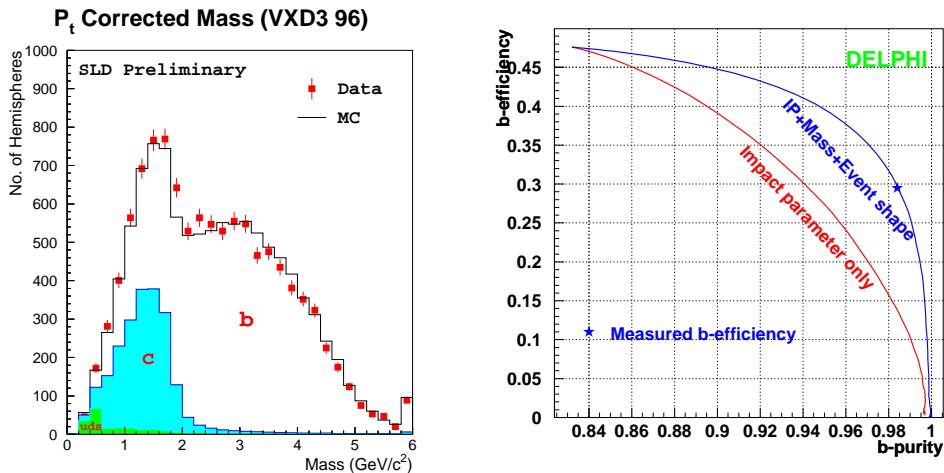 P_t Corrected Mass (VXD3 96)
No. of Hemispheres
1000
900
800
700
600
500
400
300
200
100
0
SLD Preliminary
Data
MC
b
c
uds
0 1 2 3 4 5 6
Mass (GeV/c²)
b-efficiency
0.45
0.4
0.35
0.3
0.25
0.2
0.15
0.1
0.05
0
DELPHI
IP+Mass+Event shape
Impact parameter only
Measured b-efficiency
0.84 0.86 0.88 0.9 0.92 0.94 0.96 0.98 1
b-purity